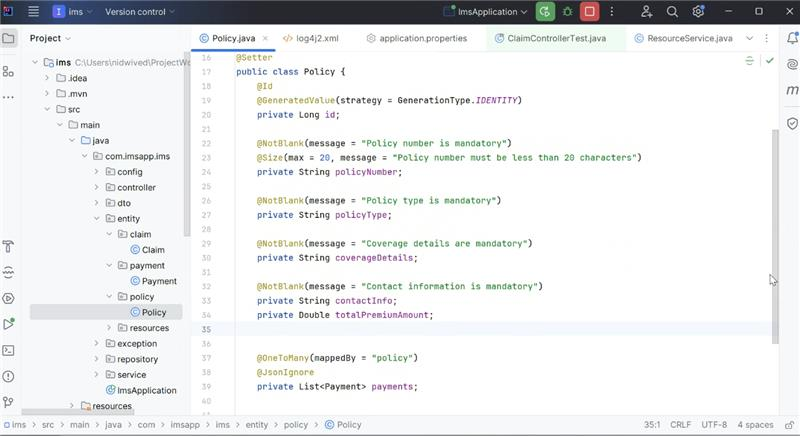 ims
Version control
ImsApplication
Project
Policy.java
log4j2.xml
application.properties
ClaimControllerTest.java
ResourceService.java
ims C:\Users\nidwived\ProjectWo
.idea
.mvn
src
main
java
com.imsapp.ims
config
controller
dto
entity
claim
Claim
payment
Payment
policy
Policy
resources
exception
repository
service
ImsApplication
resources
16 @Setter
17 public class Policy {
18 @Id
19 @GeneratedValue(strategy = GenerationType.IDENTITY)
20 private Long id;
21
22 @NotBlank(message = "Policy number is mandatory")
23 @Size(max = 20, message = "Policy number must be less than 20 characters")
24 private String policyNumber;
25
26 @NotBlank(message = "Policy type is mandatory")
27 private String policyType;
28
29 @NotBlank(message = "Coverage details are mandatory")
30 private String coverageDetails;
31
32 @NotBlank(message = "Contact information is mandatory")
33 private String contactInfo;
34 private Double totalPremiumAmount;
35
36
37 @OneToMany(mappedBy = "policy")
38 @JsonIgnore
39 private List<Payment> payments;
40
ims > src > main > java > com > imsapp > ims > entity > policy > Policy
35:1 CRLF UTF-8 4 spaces